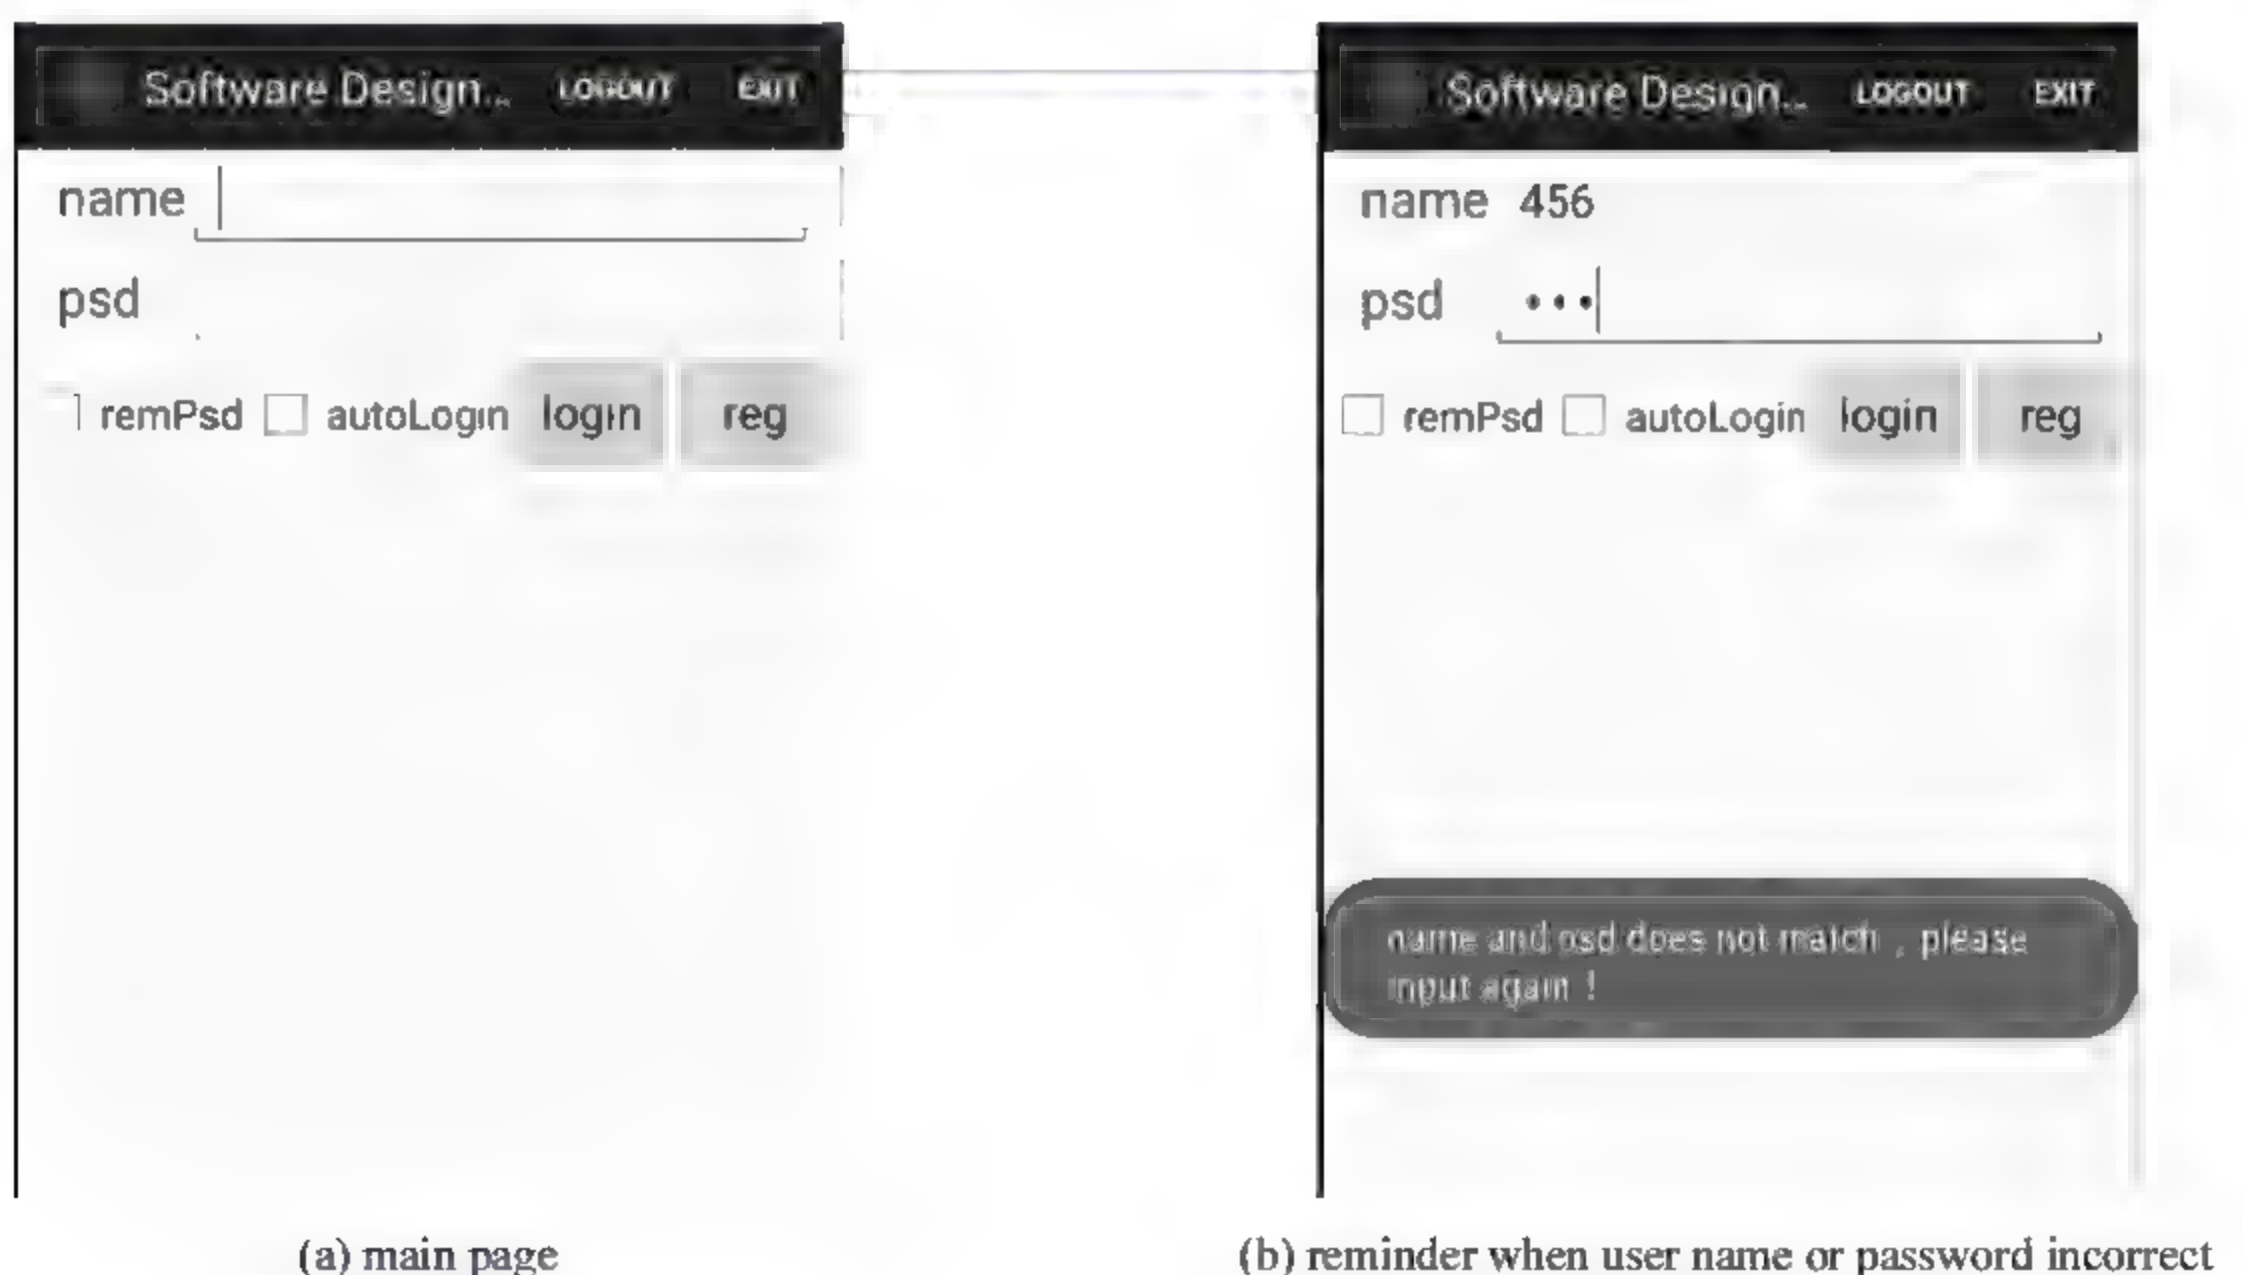 Software Design... LOGOUT EXIT
name
psd
remPsd autoLogin login reg
(a) main page
Software Design... LOGOUT EXIT
name 456
psd •••
remPsd autoLogin login reg
name and psd does not match , please
input again !
(b) reminder when user name or password incorrect